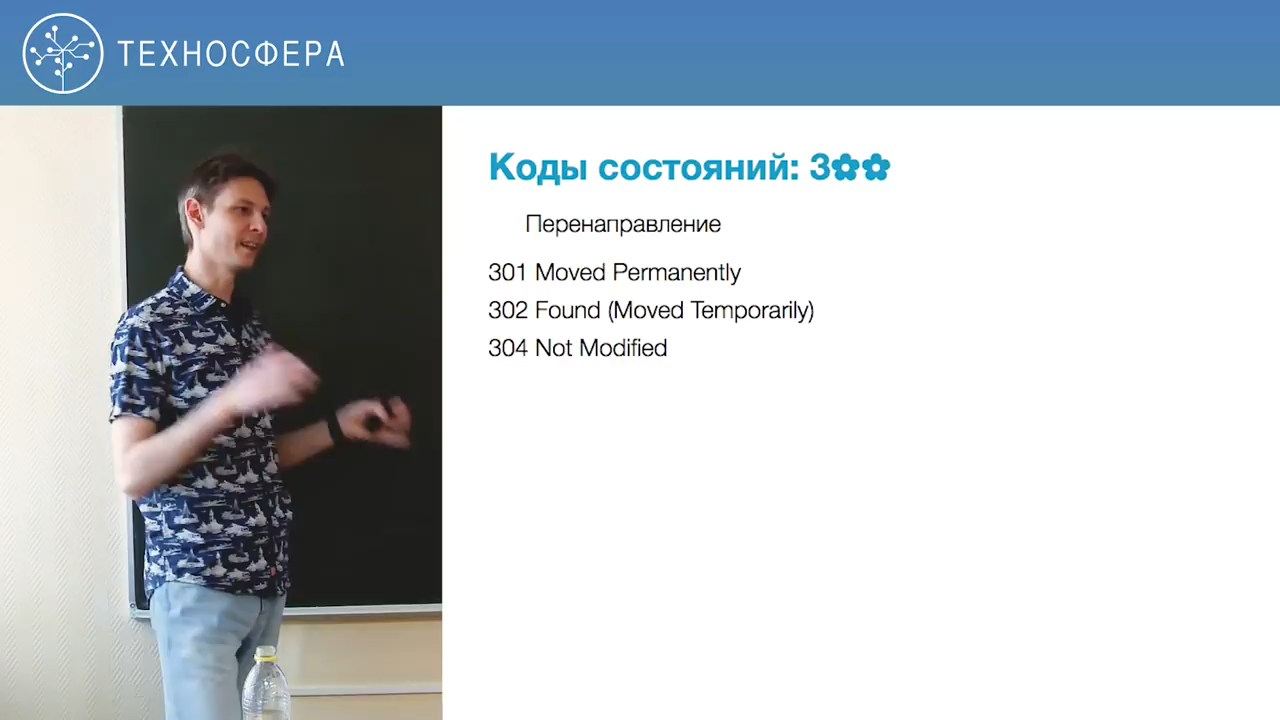 ТЕХНОСФЕРА
Коды состояний: 3✿✿
Перенаправление
301 Moved Permanently
302 Found (Moved Temporarily)
304 Not Modified